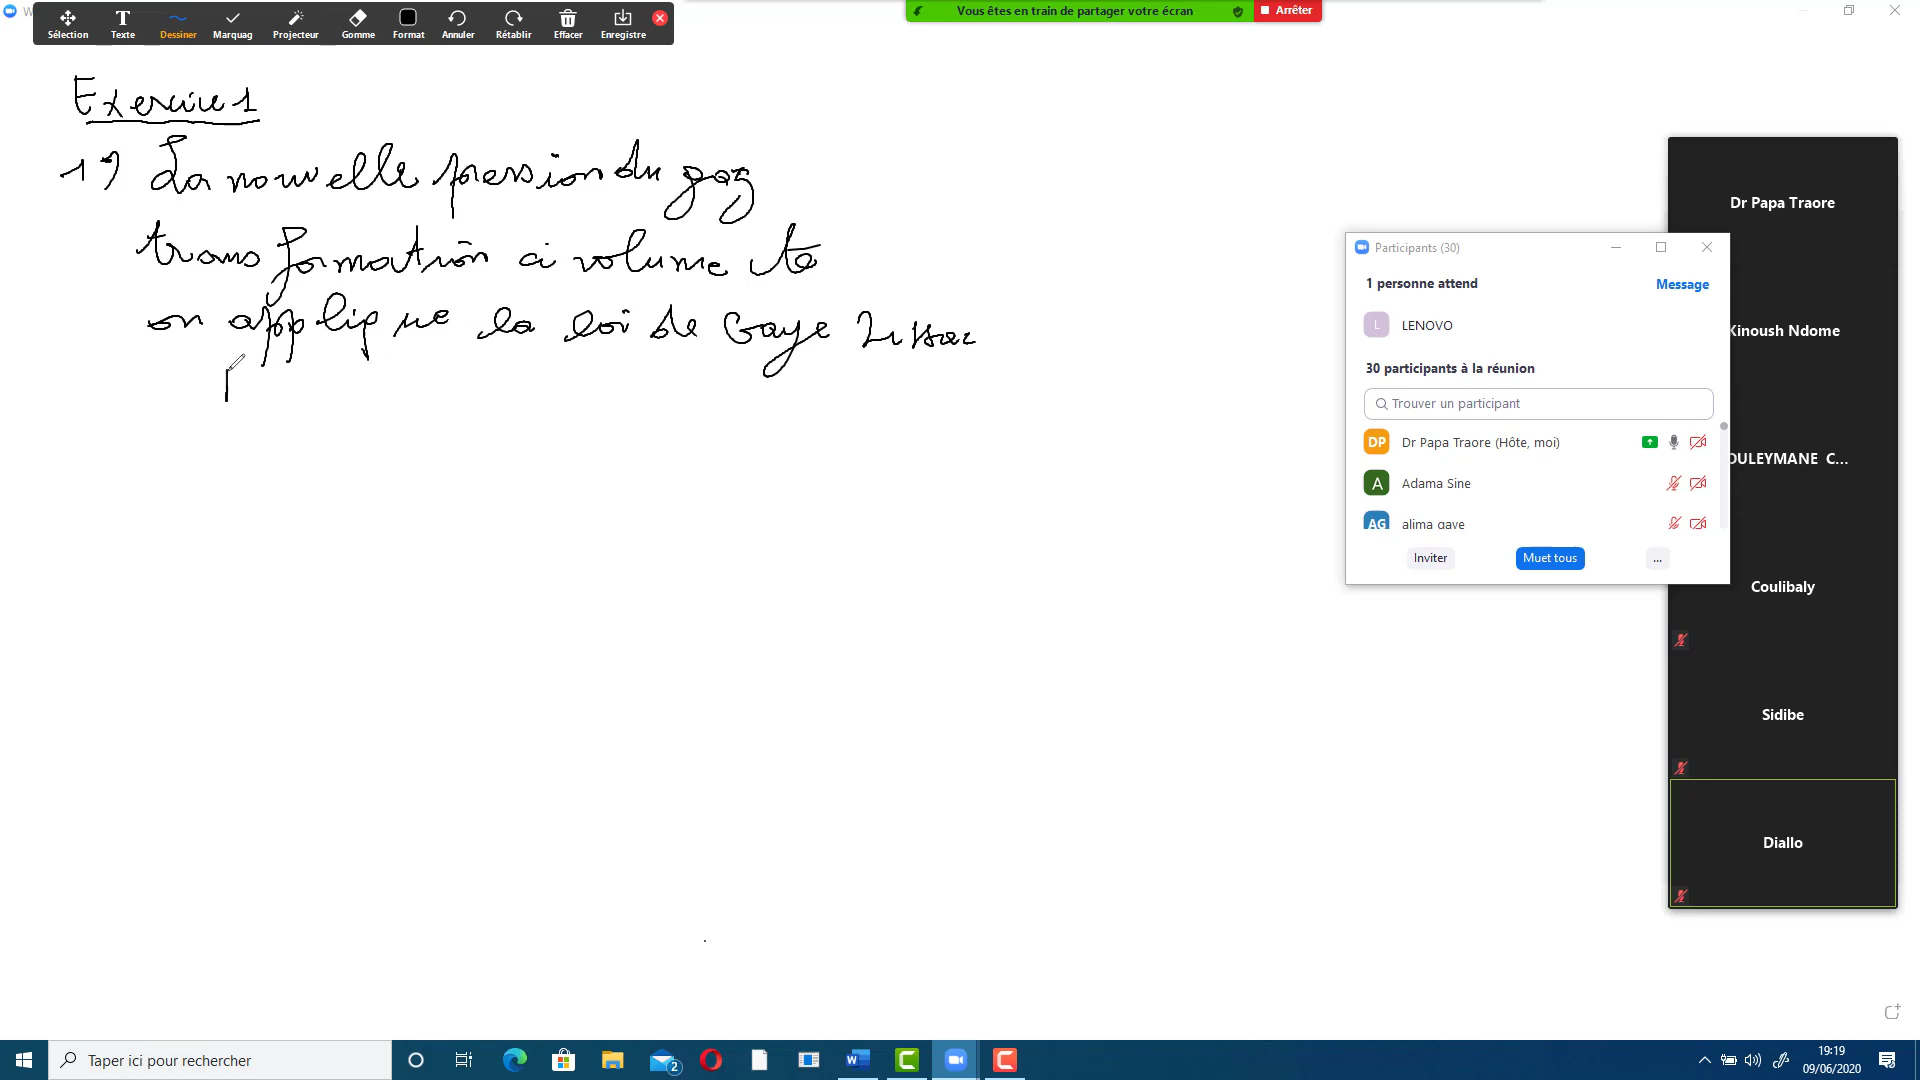 W
Sélection
Texte
Dessiner
Marquag
Projecteur
Gomme
Format
Annuler
Rétablir
Effacer
Enregistre
Vous êtes en train de partager votre écran
Arrêter
Exercice 1
1°) La nouvelle pression du gaz
transformation à volume cte
on applique la loi de Gaye Lussac
Participants (30)
1 personne attend
Message
L
LENOVO
30 participants à la réunion
Trouver un participant
DP
Dr Papa Traore (Hôte, moi)
A
Adama Sine
AG
alima gaye
Inviter
Muet tous
...
Dr Papa Traore
Kinoush Ndome
OULEYMANE C...
Coulibaly
Sidibe
Diallo
Taper ici pour rechercher
2
19:19
09/06/2020